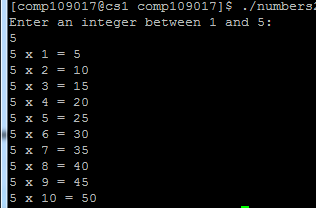 [comp109017@cs1 comp109017]$ ./numbers2
Enter an integer between 1 and 5:
5
5 x 1 = 5
5 x 2 = 10
5 x 3 = 15
5 x 4 = 20
5 x 5 = 25
5 x 6 = 30
5 x 7 = 35
5 x 8 = 40
5 x 9 = 45
5 x 10 = 50